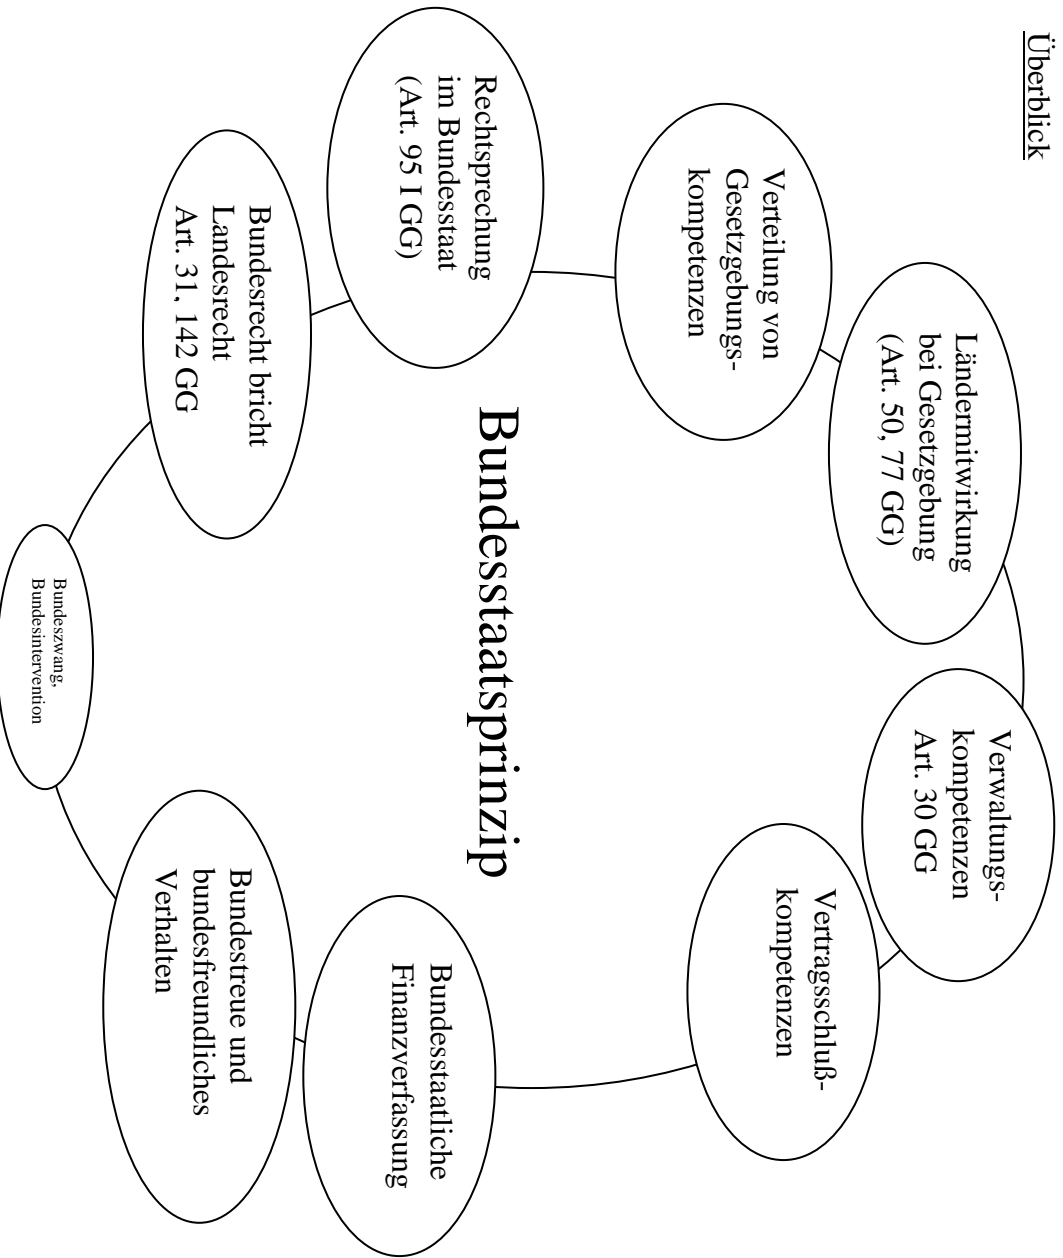 Überblick
Ländermitwirkung
bei Gesetzgebung
(Art. 50, 77 GG)
Verwaltungs-
kompetenzen
Art. 30 GG
Verteilung von
Gesetzgebungs-
kompetenzen
Vertragsschluß-
kompetenzen
Rechtsprechung
im Bundesstaat
(Art. 95 I GG)
Bundesstaatsprinzip
Bundesstaatliche
Finanzverfassung
Bundesrecht bricht
Landesrecht
Art. 31, 142 GG
Bundestreue und
bundesfreundliches
Verhalten
Bundeszwang,
Bundesintervention